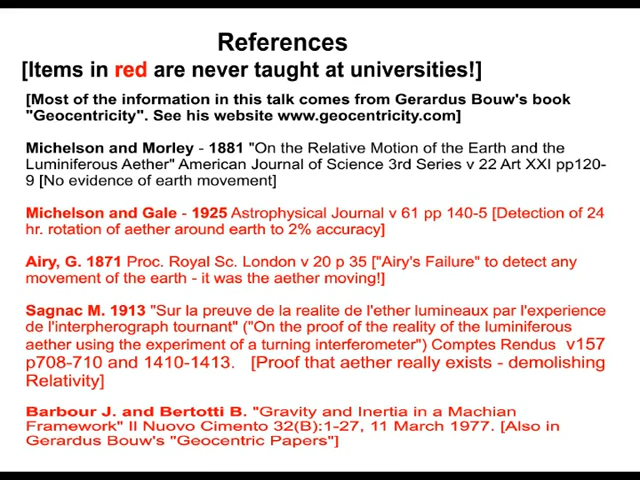 References
[Items in red are never taught at universities!]
[Most of the information in this talk comes from Gerardus Bouw's book
"Geocentricity". See his website www.geocentricity.com]
Michelson and Morley - 1881 "On the Relative Motion of the Earth and the
Luminiferous Aether" American Journal of Science 3rd Series v 22 Art XXI pp120-
9 [No evidence of earth movement]
Michelson and Gale - 1925 Astrophysical Journal v 61 pp 140-5 [Detection of 24
hr. rotation of aether around earth to 2% accuracy]
Airy, G. 1871 Proc. Royal Sc. London v 20 p 35 ["Airy's Failure" to detect any
movement of the earth - it was the aether moving!]
Sagnac M. 1913 "Sur la preuve de la realite de l'ether lumineaux par l'experience
de l'interpherograph tournant" ("On the proof of the reality of the luminiferous
aether using the experiment of a turning interferometer") Comptes Rendus v157
p708-710 and 1410-1413. [Proof that aether really exists - demolishing
Relativity]
Barbour J. and Bertotti B. "Gravity and Inertia in a Machian
Framework" Il Nuovo Cimento 32(B):1-27, 11 March 1977. [Also in
Gerardus Bouw's "Geocentric Papers"]